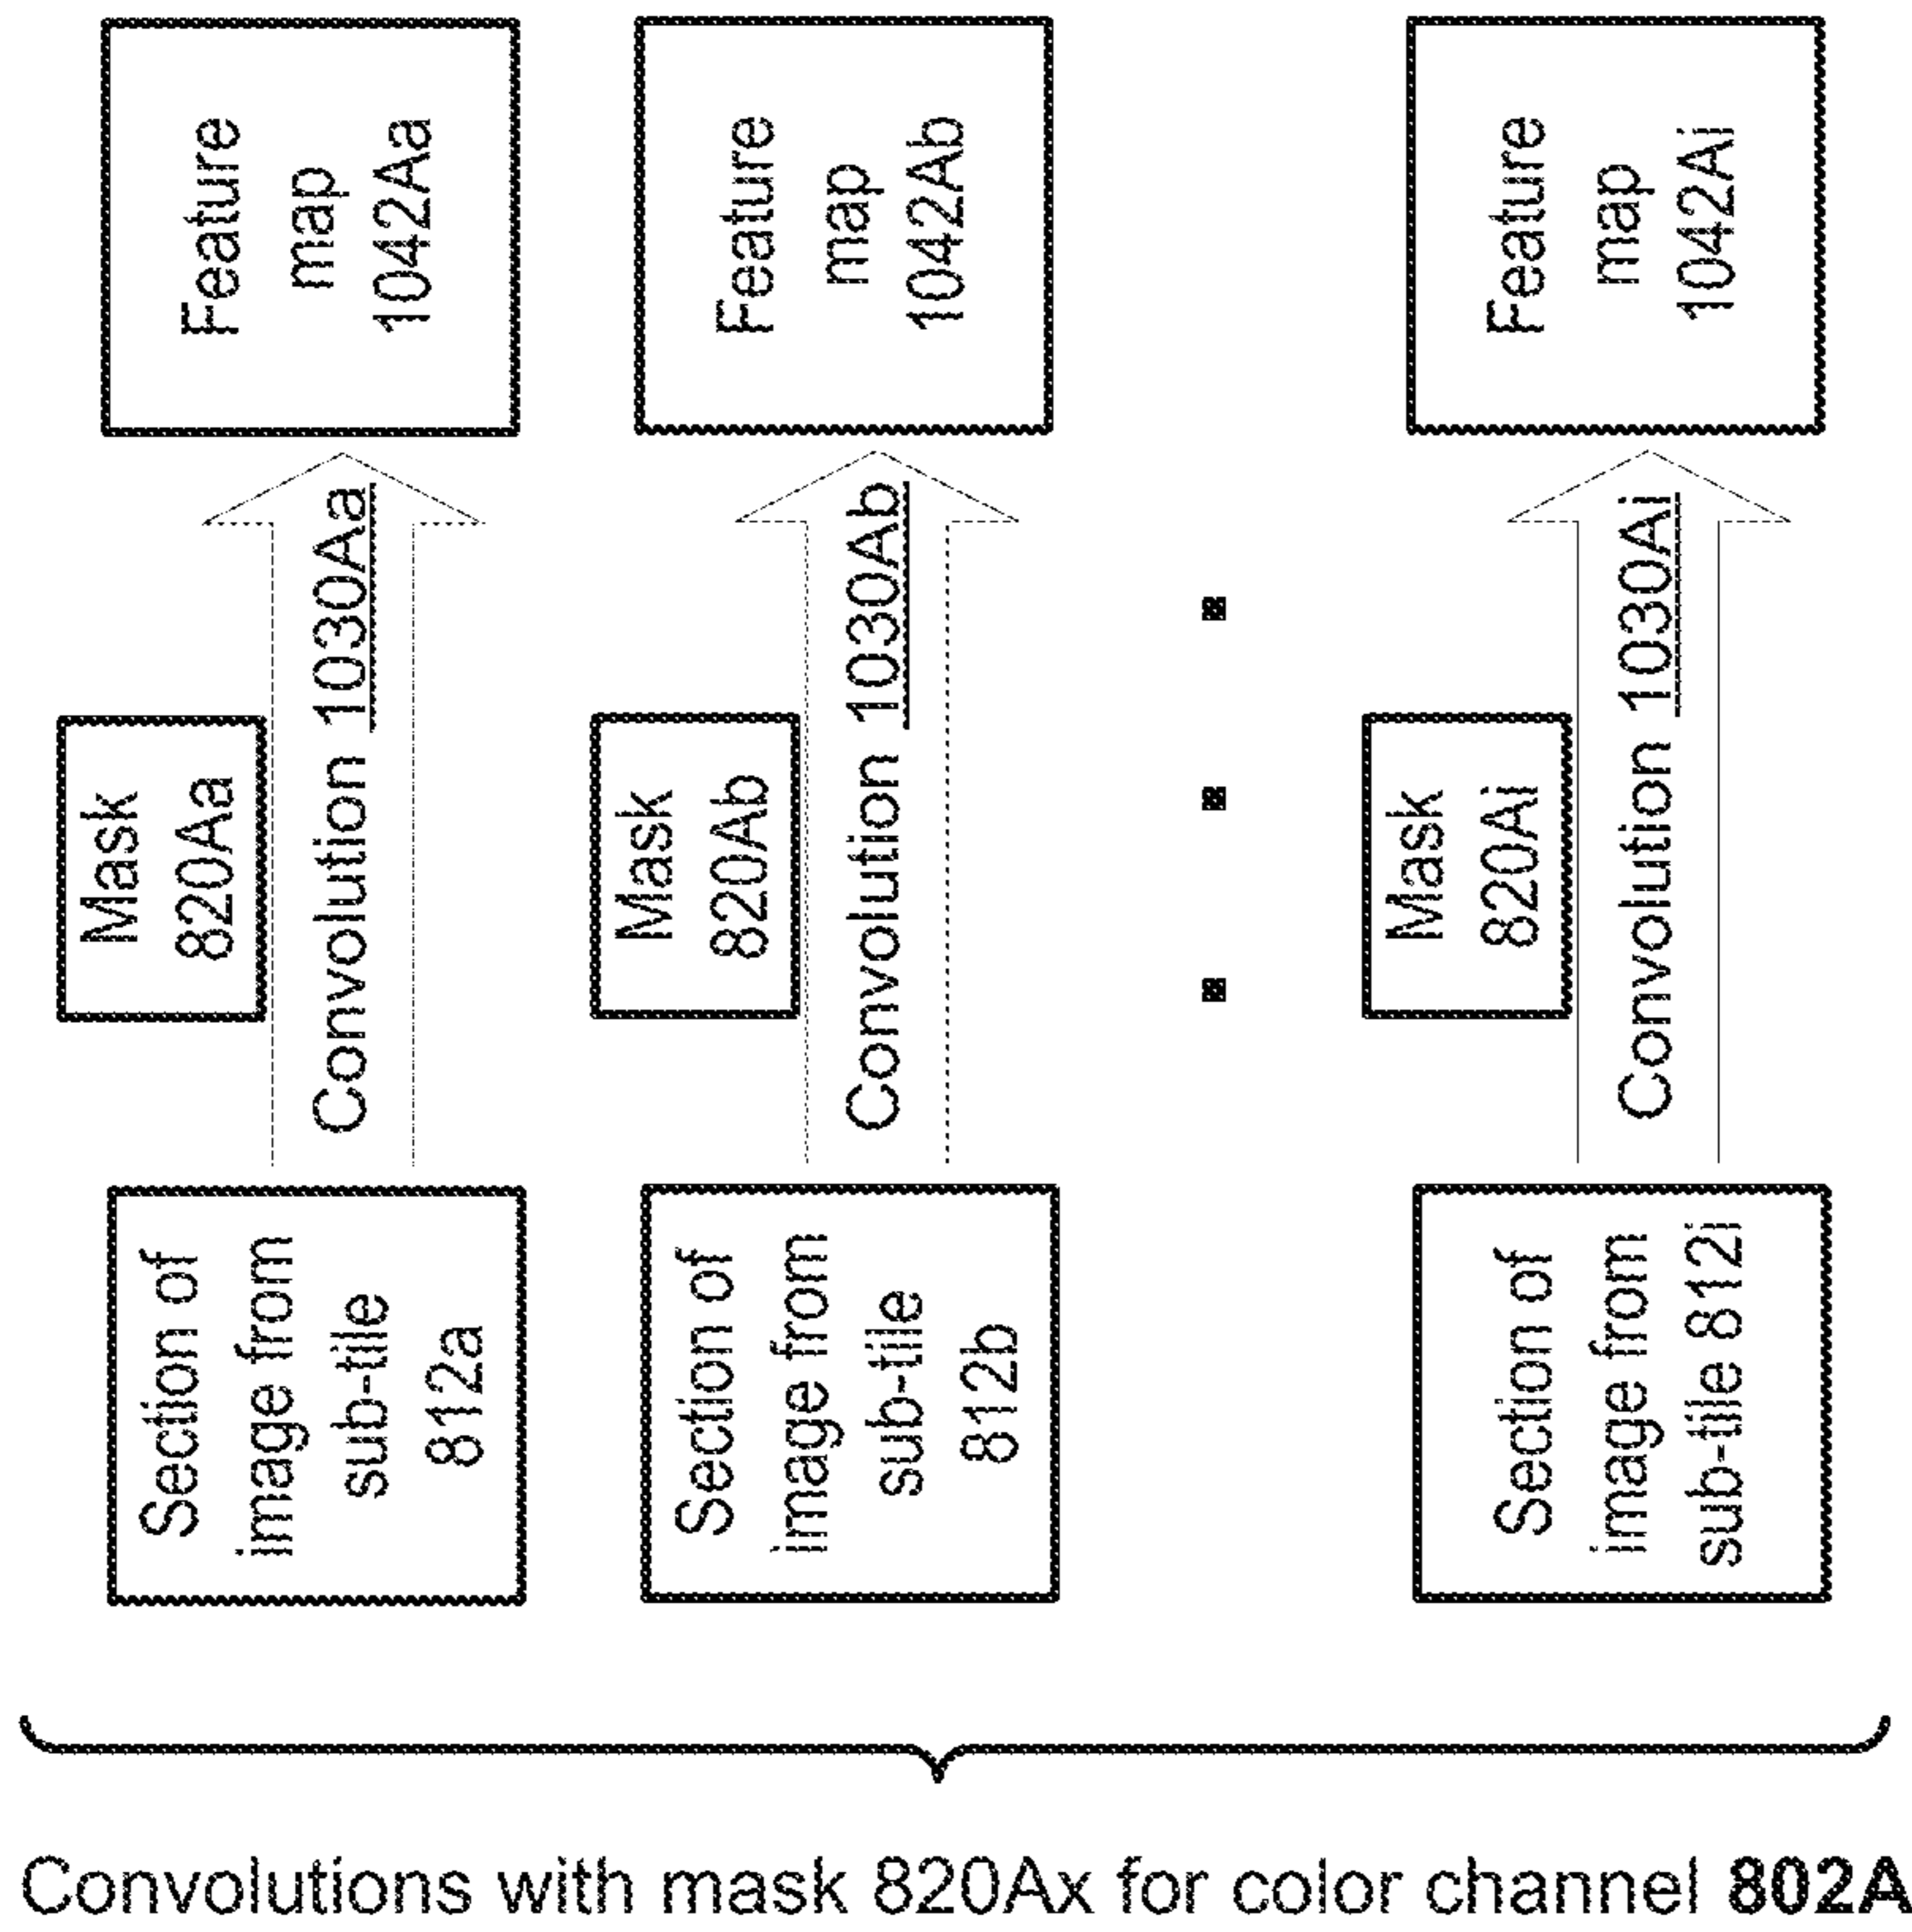 Feature
map
1042Aa
Feature
map
1042Ab
Feature
map
1042Ai
Mask
820Aa
Convolution 1030Aa
Mask
820Ab
Convolution 1030Ab
Mask
820Ai
Convolution 1030Ai
Section of
image from
sub-tile
812a
Section of
image from
sub-tile
812b
Section of
image from
sub-tile 812i
Convolutions with mask 820Ax for color channel 802A